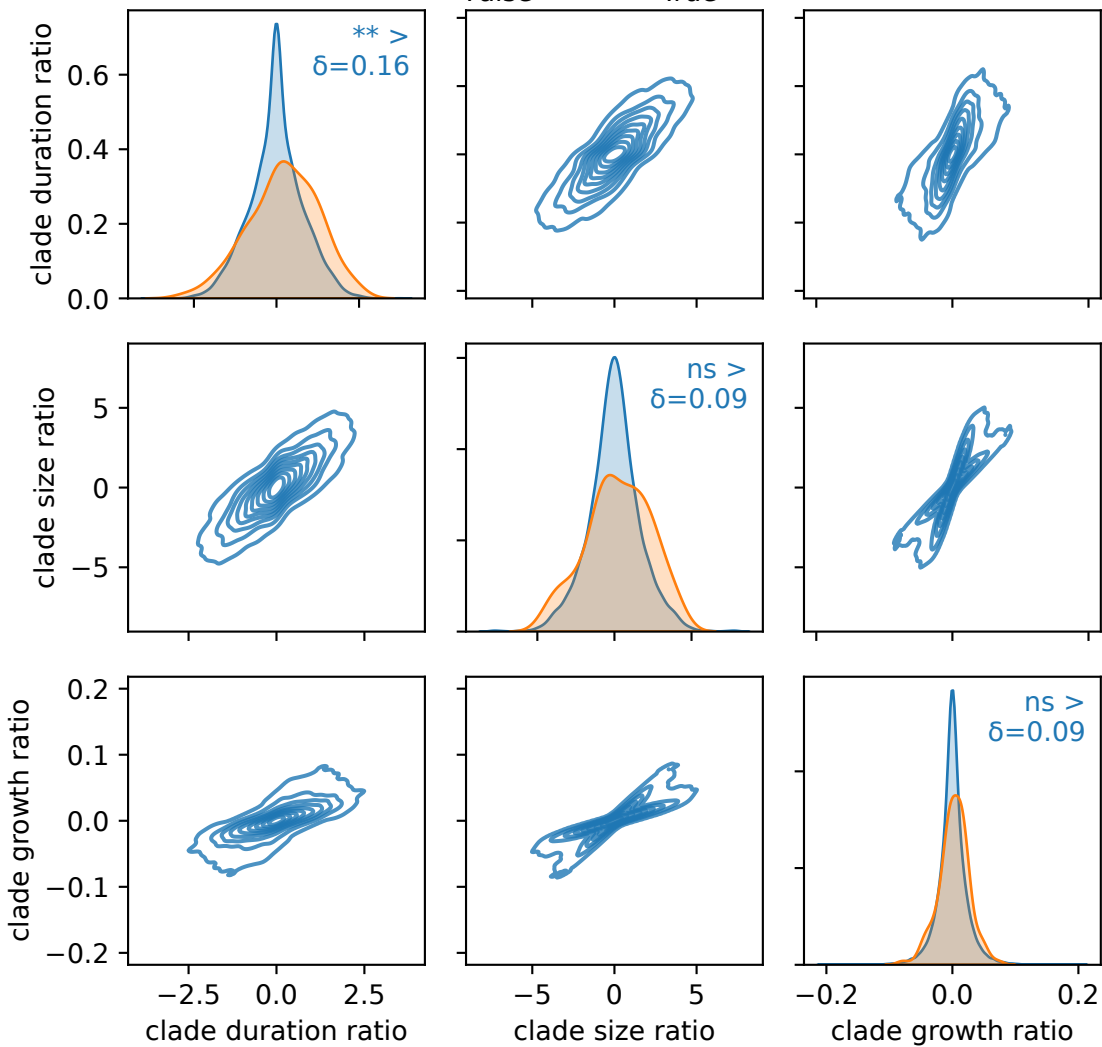 clade duration ratio
0.6
0.4
0.2
0.0
** >
δ=0.16
clade size ratio
5
0
−5
ns >
δ=0.09
clade growth ratio
0.2
0.1
0.0
−0.1
−0.2
ns >
δ=0.09
−2.5 0.0 2.5
clade duration ratio
−5 0 5
clade size ratio
−0.2 0.0 0.2
clade growth ratio